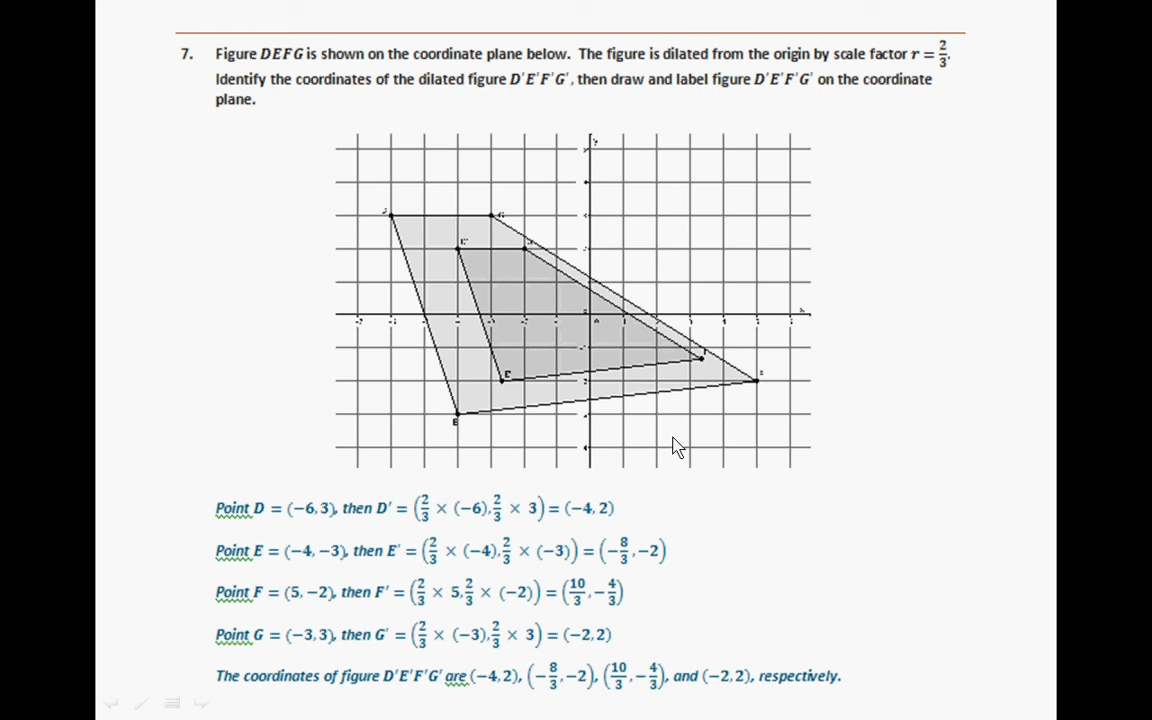 7. Figure DEFG is shown on the coordinate plane below. The figure is dilated from the origin by scale factor r = 2/3.
Identify the coordinates of the dilated figure D'E'F'G', then draw and label figure D'E'F'G' on the coordinate
plane.
G
E
Point D = (−6,3), then D' = (2/3 × (−6), 2/3 × 3) = (−4,2)
Point E = (−4,−3), then E' = (2/3 × (−4), 2/3 × (−3)) = (−8/3, −2)
Point F = (5,−2), then F' = (2/3 × 5, 2/3 × (−2)) = (10/3, −4/3)
Point G = (−3,3), then G' = (2/3 × (−3), 2/3 × 3) = (−2,2)
The coordinates of figure D'E'F'G' are (−4,2), (−8/3, −2), (10/3, −4/3), and (−2,2), respectively.